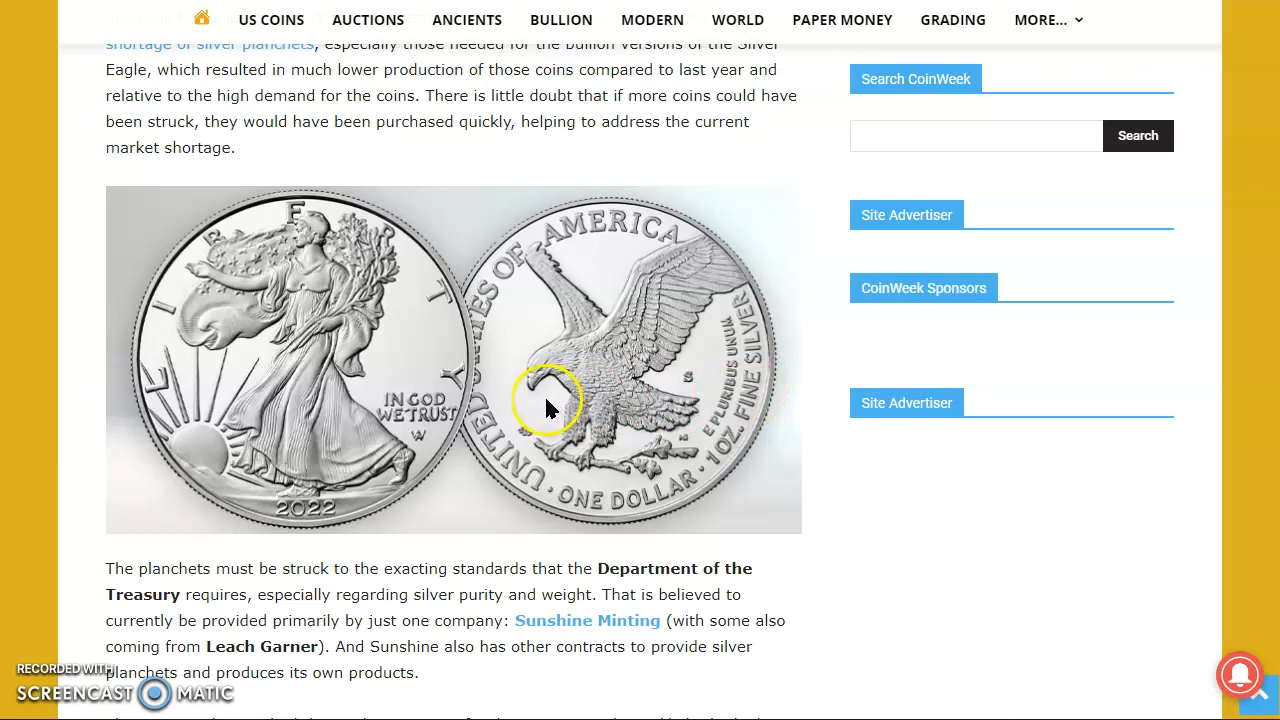 US COINS AUCTIONS ANCIENTS BULLION MODERN WORLD PAPER MONEY GRADING MORE...
shortage of silver planchets, especially those needed for the bullion versions of the Silver
Eagle, which resulted in much lower production of those coins compared to last year and
relative to the high demand for the coins. There is little doubt that if more coins could have
been struck, they would have been purchased quickly, helping to address the current
market shortage.
LIBERTY
IN GOD
WE TRUST
W
2022
UNITED STATES OF AMERICA
S
E PLURIBUS UNUM
1 OZ. FINE SILVER
ONE DOLLAR
The planchets must be struck to the exacting standards that the Department of the
Treasury requires, especially regarding silver purity and weight. That is believed to
currently be provided primarily by just one company: Sunshine Minting (with some also
coming from Leach Garner). And Sunshine also has other contracts to provide silver
planchets and produces its own products.
Search CoinWeek
Search
Site Advertiser
CoinWeek Sponsors
Site Advertiser
RECORDED WITH
SCREENCAST MATIC